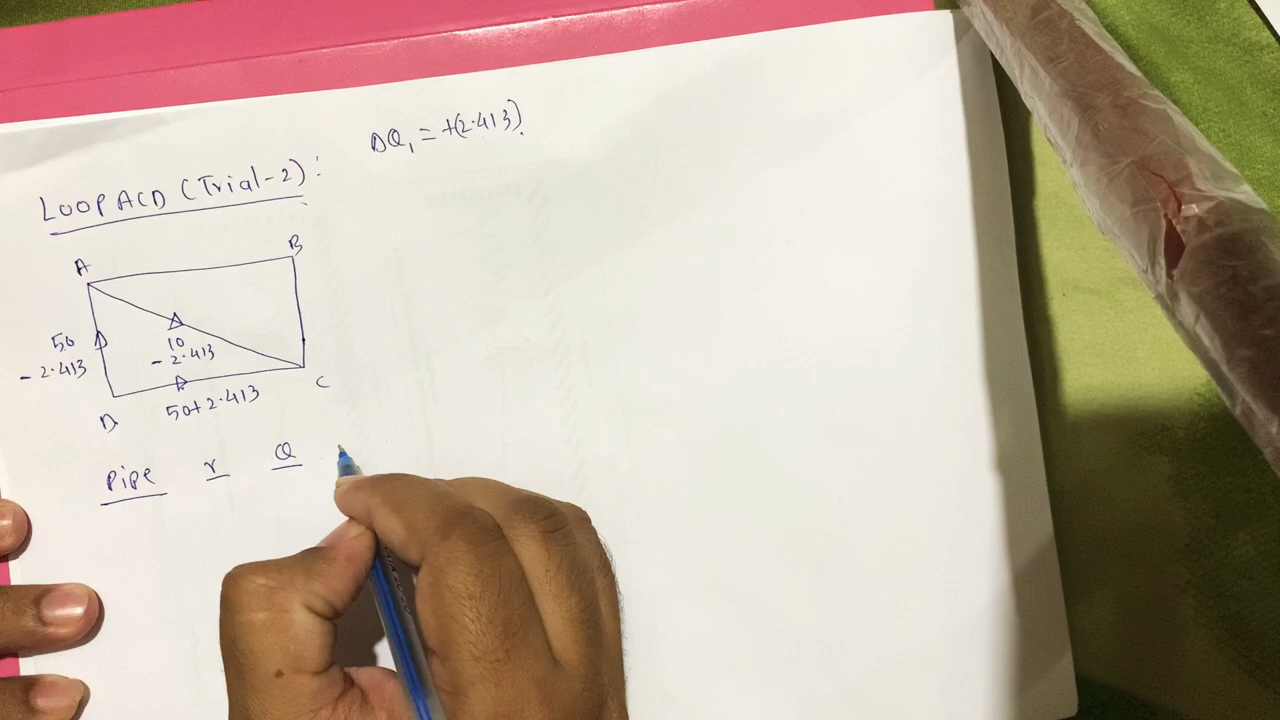 ΔQ₁ = +(2.413).
LOOP ACD (Trial-2):
A
B
50
- 2.413
10
- 2.413
C
D
50+2.413
Pipe r Q